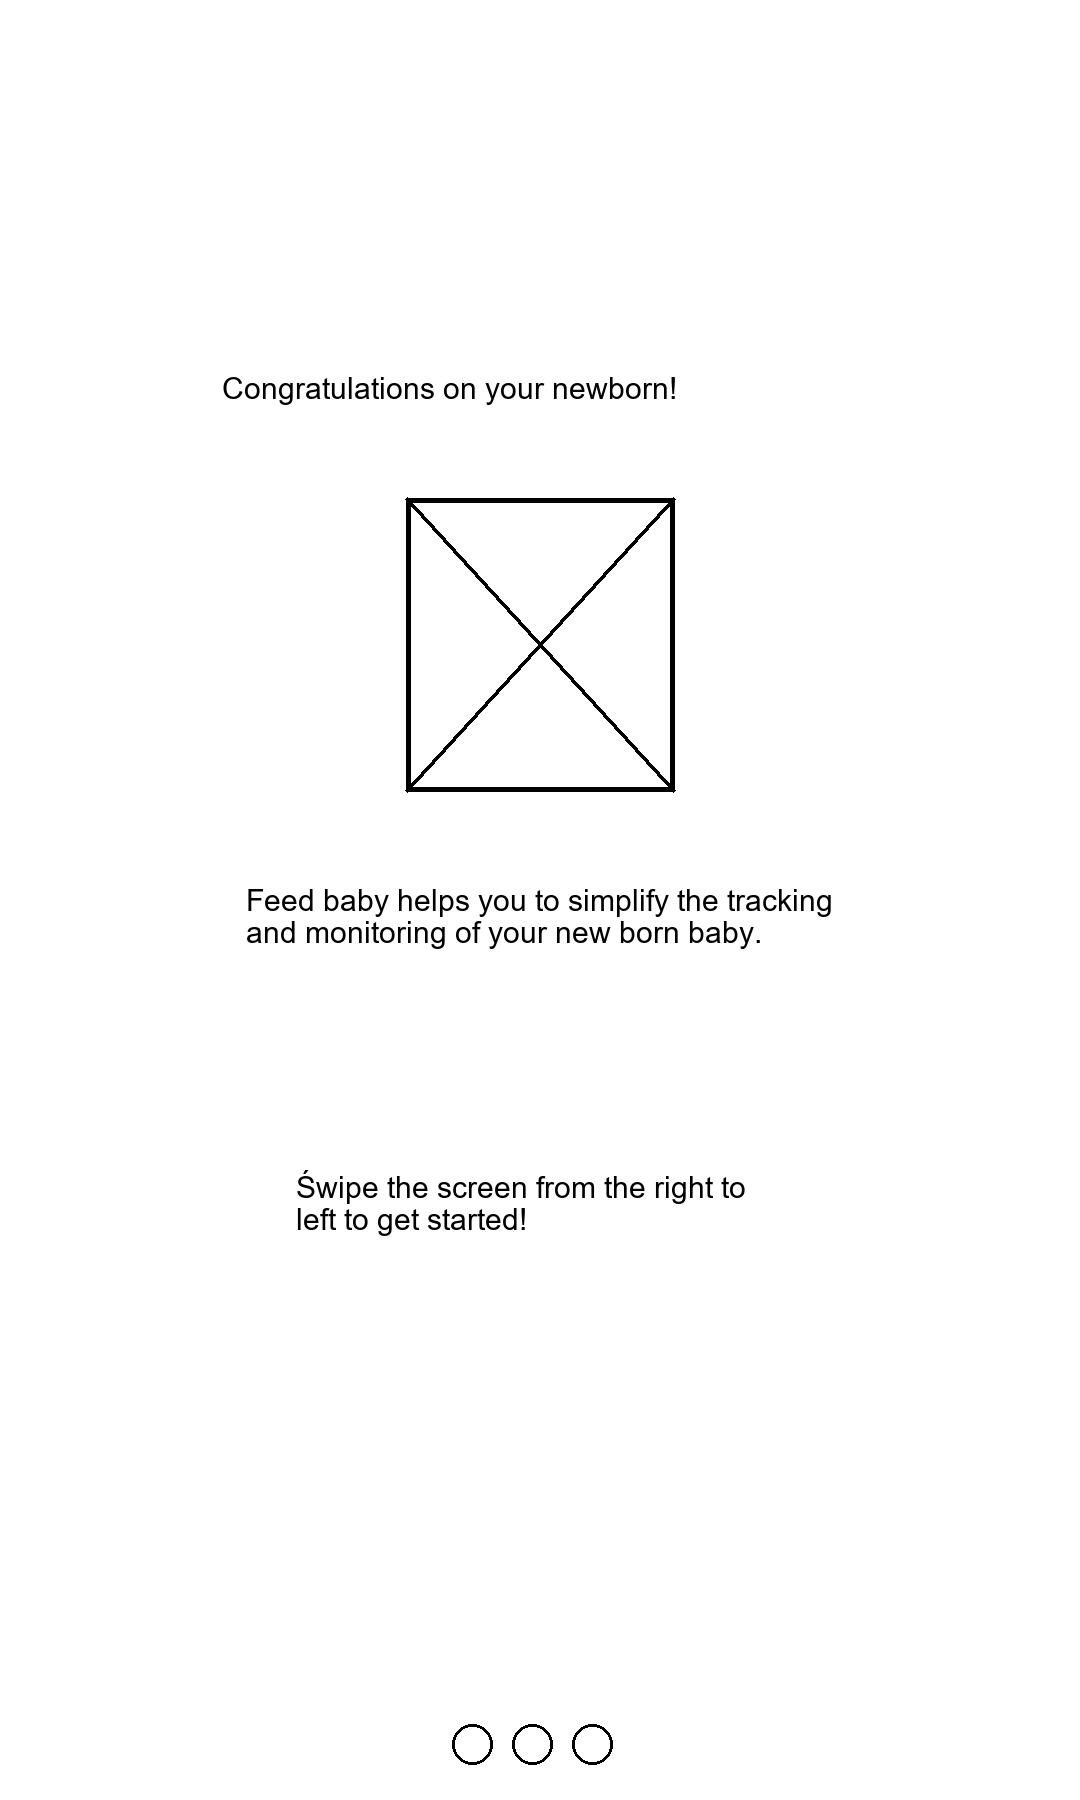 Congratulations on your newborn!
Feed baby helps you to simplify the tracking
and monitoring of your new born baby.
Świpe the screen from the right to
left to get started!